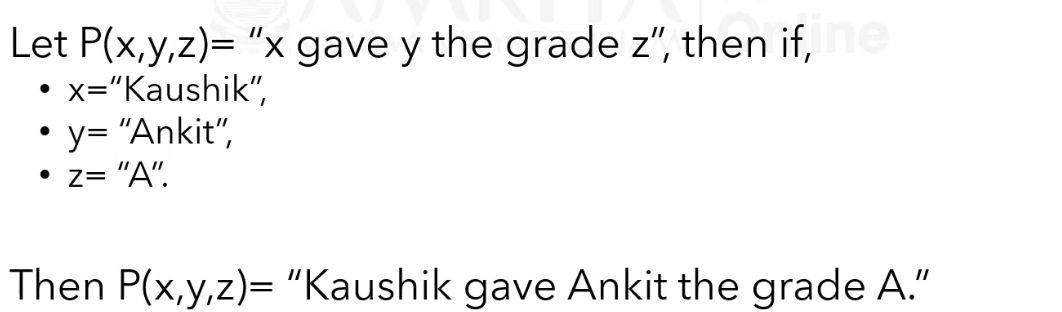 Let P(x,y,z)= “x gave y the grade z”, then if,
• x=“Kaushik”,
• y= “Ankit”,
• z= “A”.
Then P(x,y,z)= “Kaushik gave Ankit the grade A.”